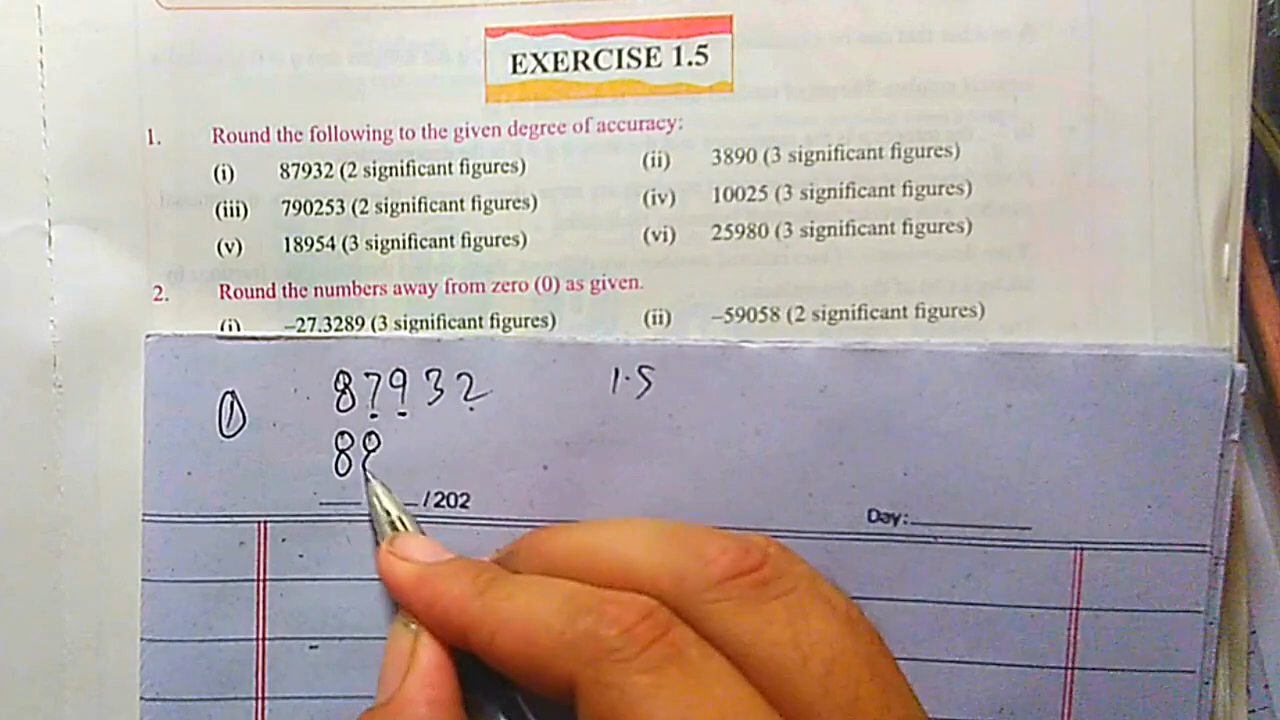 EXERCISE 1.5
1. Round the following to the given degree of accuracy:
(i) 87932 (2 significant figures) (ii) 3890 (3 significant figures)
(iii) 790253 (2 significant figures) (iv) 10025 (3 significant figures)
(v) 18954 (3 significant figures) (vi) 25980 (3 significant figures)
2. Round the numbers away from zero (0) as given.
(i) –27.3289 (3 significant figures) (ii) –59058 (2 significant figures)
① 87932 1.5
88
/202 Day: